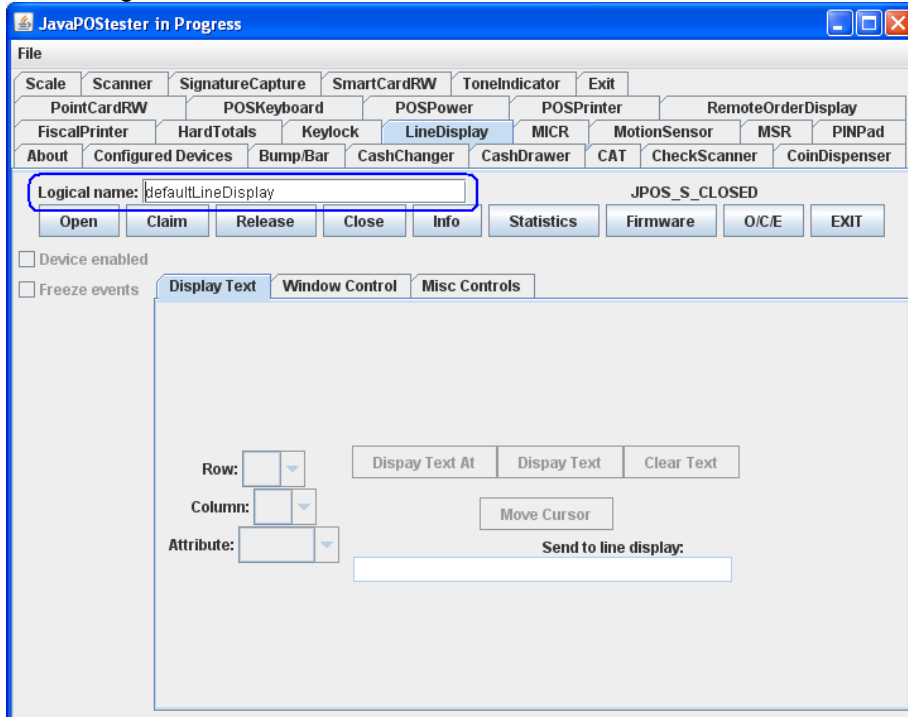 JavaPOStester in Progress
File
Scale Scanner SignatureCapture SmartCardRW ToneIndicator Exit
PointCardRW POSKeyboard POSPower POSPrinter RemoteOrderDisplay
FiscalPrinter HardTotals Keylock LineDisplay MICR MotionSensor MSR PINPad
About Configured Devices Bump/Bar CashChanger CashDrawer CAT CheckScanner CoinDispenser
Logical name: defaultLineDisplay JPOS_S_CLOSED
Open Claim Release Close Info Statistics Firmware O/C/E EXIT
Device enabled
Freeze events Display Text Window Control Misc Controls
Row: Dispay Text At Dispay Text Clear Text
Column: Move Cursor
Attribute: Send to line display: